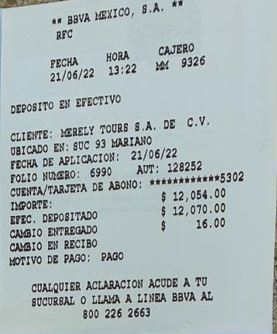 ** BBVA MEXICO, S.A. **
RFC
FECHA HORA CAJERO
21/06/22 13:22 MM 9326
DEPOSITO EN EFECTIVO
CLIENTE: MERELY TOURS S.A. DE C.V.
UBICADO EN: SUC 93 MARIANO
FECHA DE APLICACION: 21/06/22
FOLIO NUMERO: 6990 AUT: 128252
CUENTA/TARJETA DE ABONO: ************5302
IMPORTE: $ 12,054.00
EFEC. DEPOSITADO $ 12,070.00
CAMBIO ENTREGADO $ 16.00
CAMBIO EN RECIBO
MOTIVO DE PAGO: PAGO
CUALQUIER ACLARACION ACUDE A TU
SUCURSAL O LLAMA A LINEA BBVA AL
800 226 2663